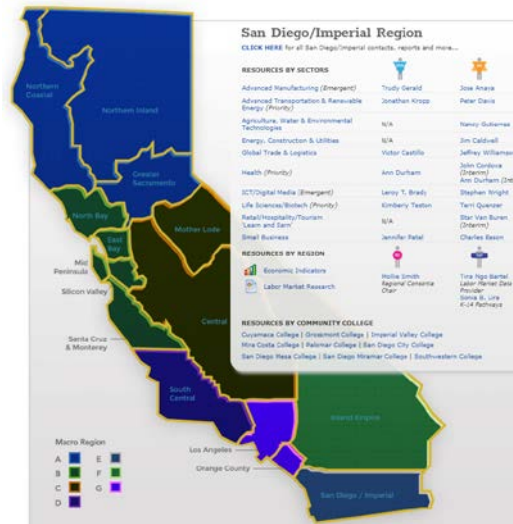 San Diego/Imperial Region
CLICK HERE for all San Diego/Imperial contacts, reports and more...
RESOURCES BY SECTORS
Advanced Manufacturing (Emergent) Trudy Gerald Jose Anaya
Advanced Transportation & Renewable Energy (Priority) Jonathan Kropp Peter Davis
Agriculture, Water & Environmental Technologies N/A Nancy Gutierrez
Energy, Construction & Utilities N/A Jim Caldwell
Global Trade & Logistics Victor Castillo Jeffrey Williamson
Health (Priority) Ann Durham John Cordova (Interim)
Ann Durham
ICT/Digital Media (Emergent) Leroy T. Brady Stephen Wright
Life Sciences/Biotech (Priority) Kimberly Teston Terri Quenzer
Retail/Hospitality/Tourism 'Learn and Earn' N/A Star Van Buren (Interim)
Small Business Jennifer Patel Charles Eason
RESOURCES BY REGION
Economic Indicators
Labor Market Research
Mollie Smith
Regional Consortia Chair
Tina Ngo Bartel
Labor Market Data Provider
Sonia B. Lira
K-14 Pathways
RESOURCES BY COMMUNITY COLLEGE
Cuyamaca College | Grossmont College | Imperial Valley College
Mira Costa College | Palomar College | San Diego City College
San Diego Mesa College | San Diego Miramar College | Southwestern College
Northern Coastal
Northern Inland
Greater Sacramento
North Bay
East Bay
Mother Lode
Mid Peninsula
Silicon Valley
Santa Cruz & Monterey
Central
South Central
Inland Empire
Los Angeles
Orange County
San Diego / Imperial
Macro Region
A E
B F
C G
D